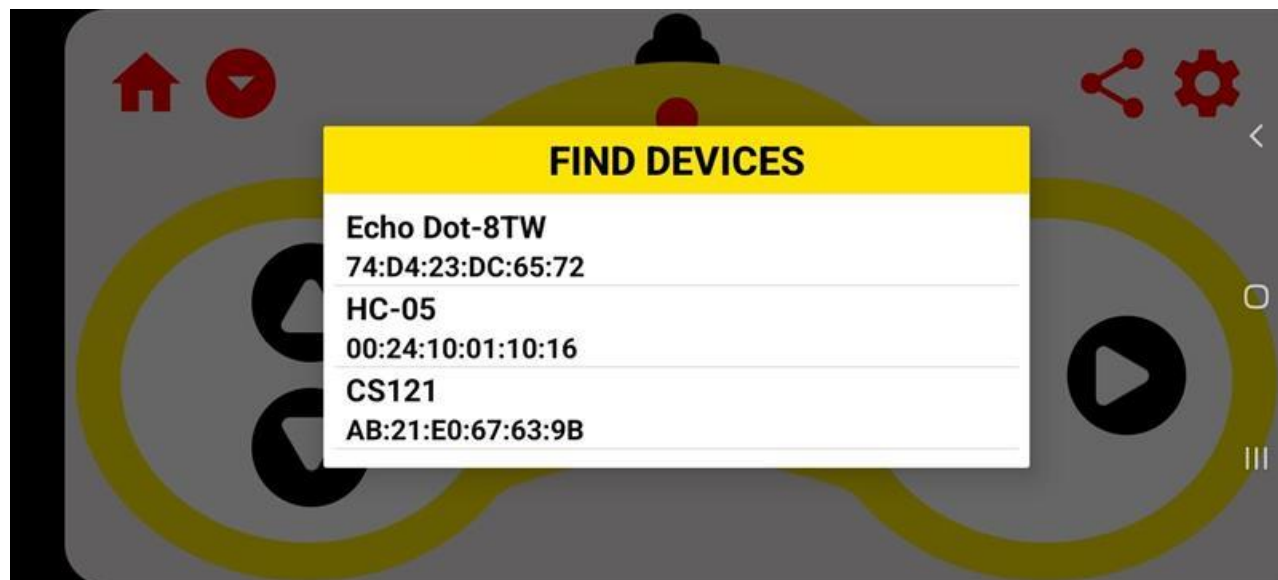 FIND DEVICES
Echo Dot-8TW
74:D4:23:DC:65:72
HC-05
00:24:10:01:10:16
CS121
AB:21:E0:67:63:9B